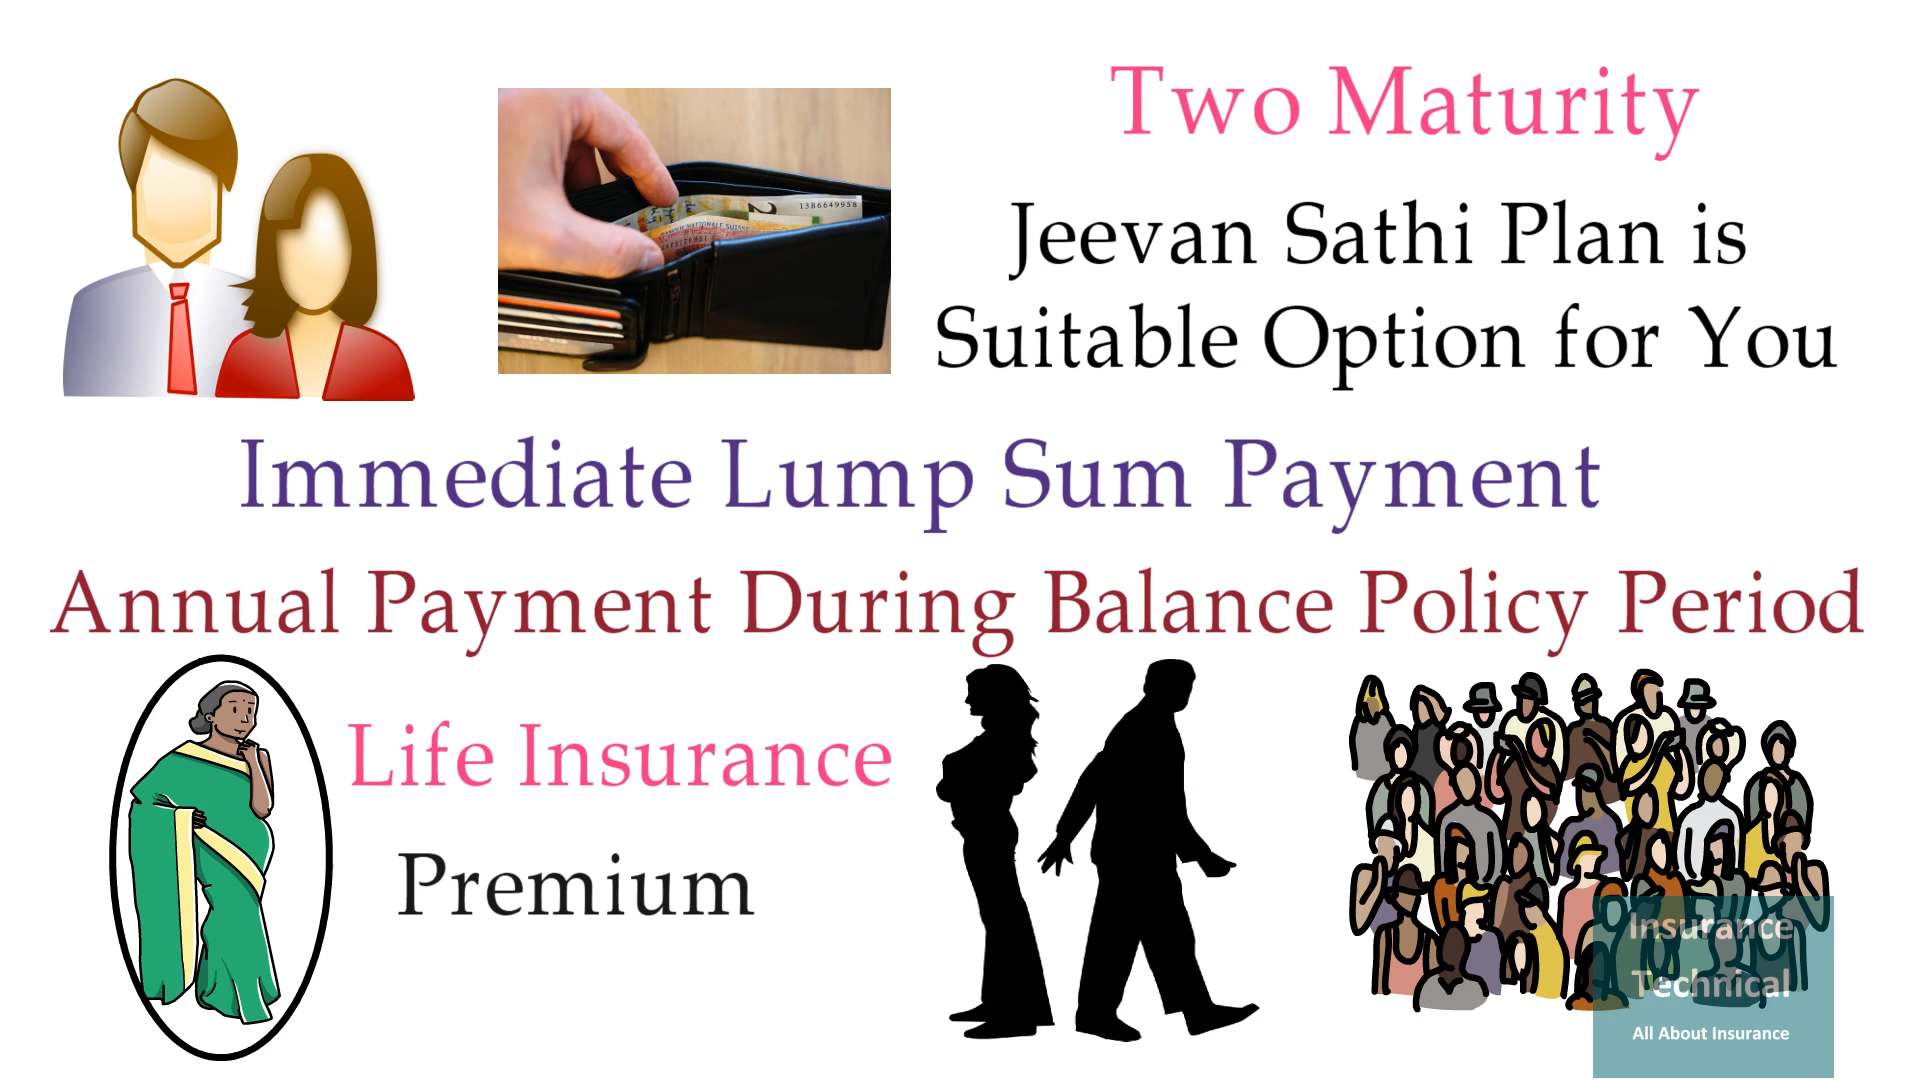 Two Maturity
Jeevan Sathi Plan is
Suitable Option for You
13B6649958
Immediate Lump Sum Payment
Annual Payment During Balance Policy Period
Life Insurance
Premium
Insurance
Technical
All About Insurance